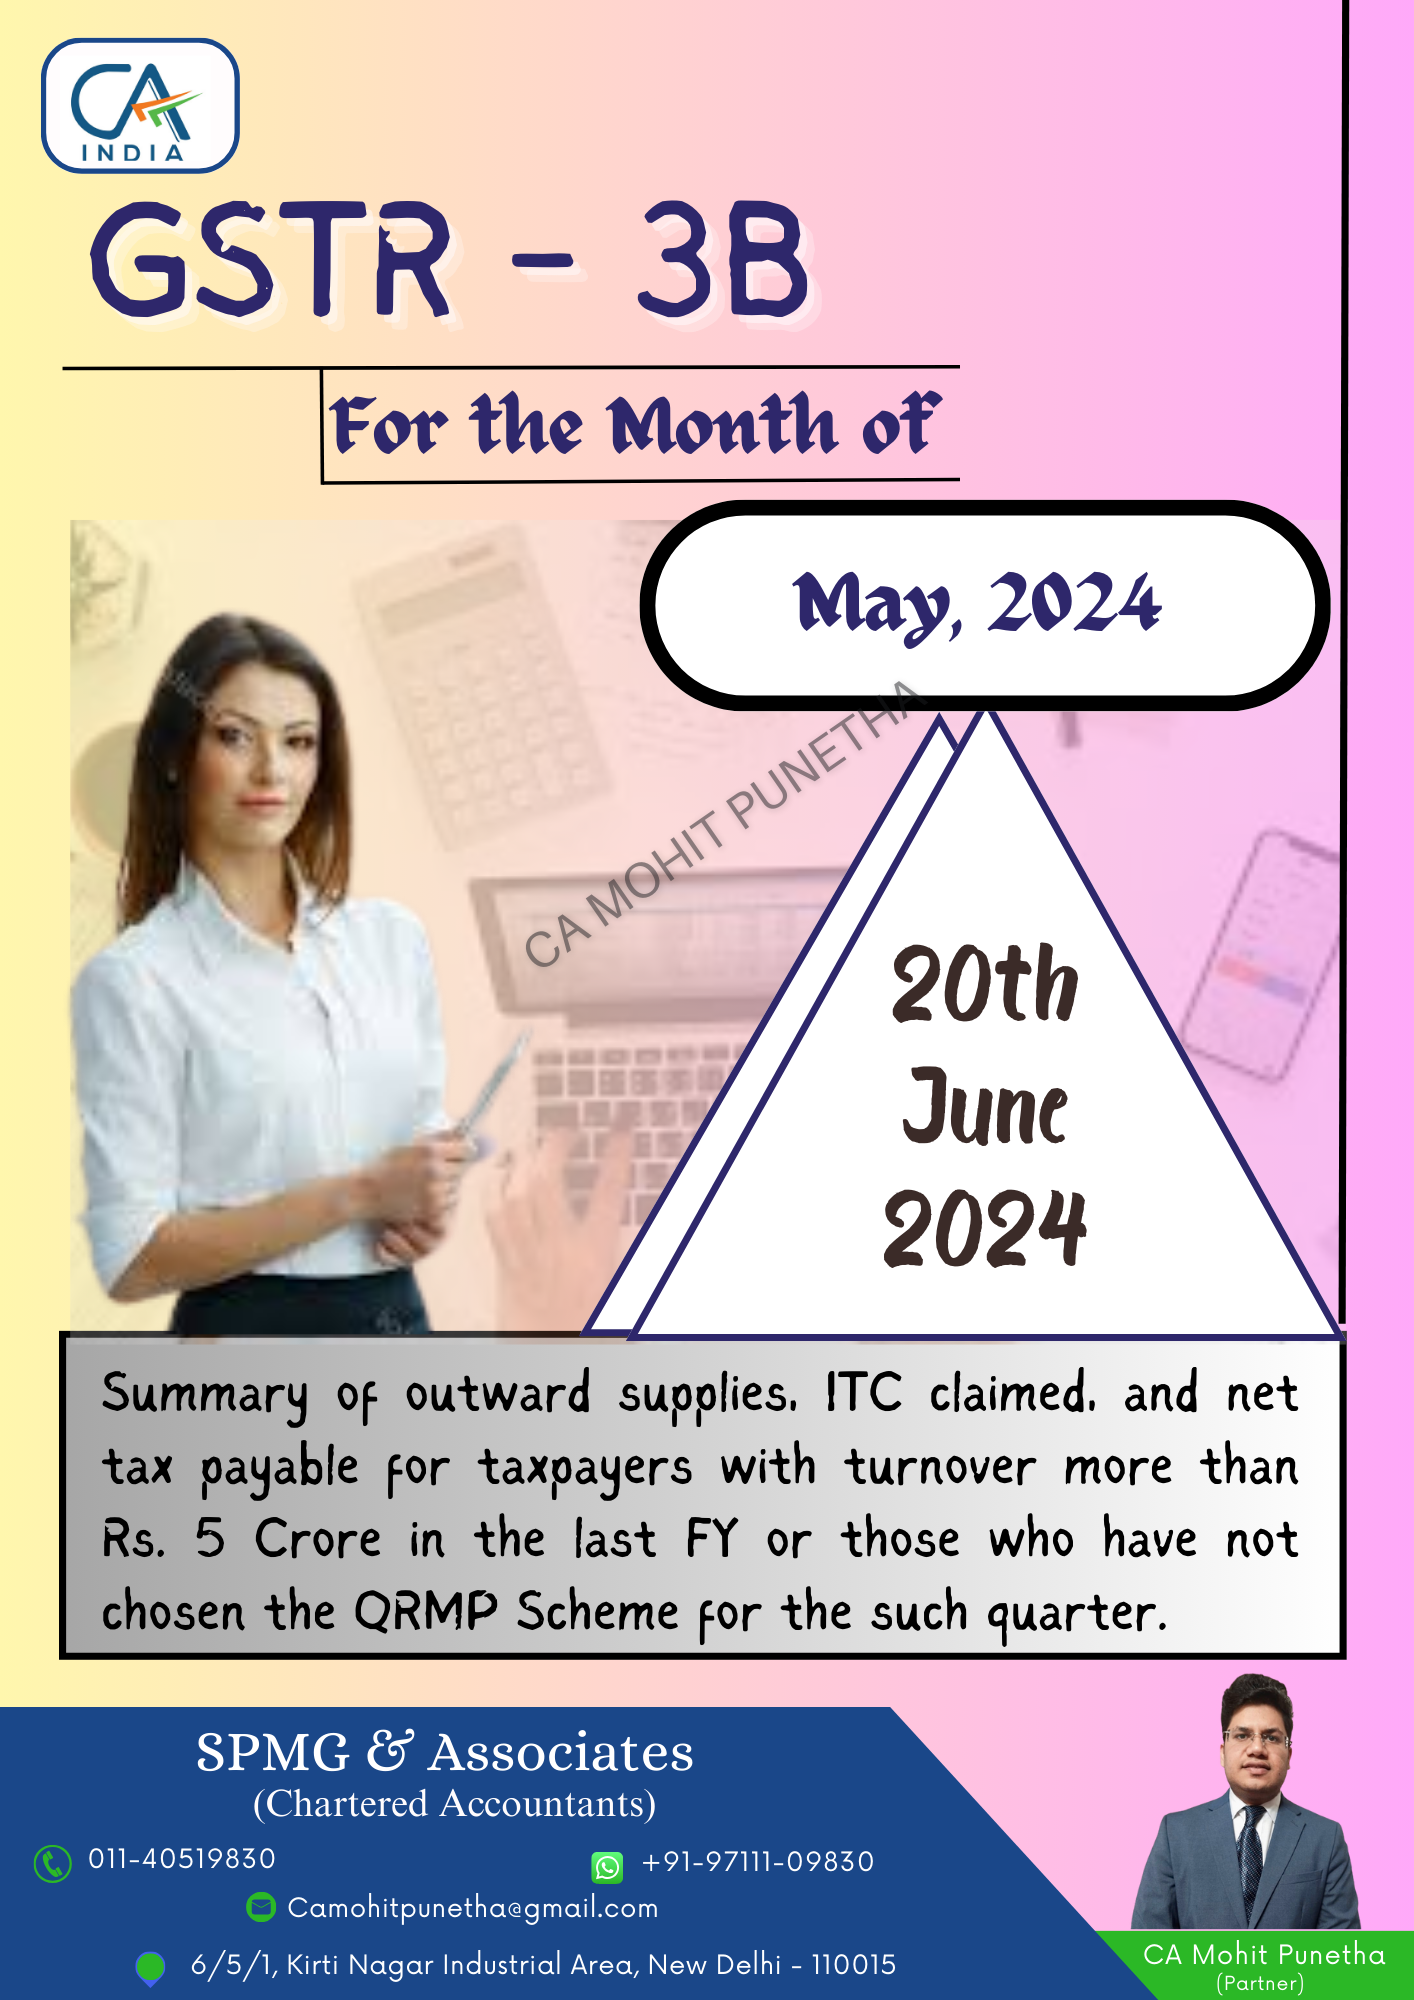 CA
INDIA
GSTR - 3B
For the Month of
May, 2024
CA MOHIT PUNETHA
20th
June
2024
Summary of outward supplies, ITC claimed, and net
tax payable for taxpayers with turnover more than
Rs. 5 Crore in the last FY or those who have not
chosen the QRMP Scheme for the such quarter.
SPMG & Associates
(Chartered Accountants)
011-40519830
+91-97111-09830
Camohitpunetha@gmail.com
6/5/1, Kirti Nagar Industrial Area, New Delhi - 110015
CA Mohit Punetha
(Partner)